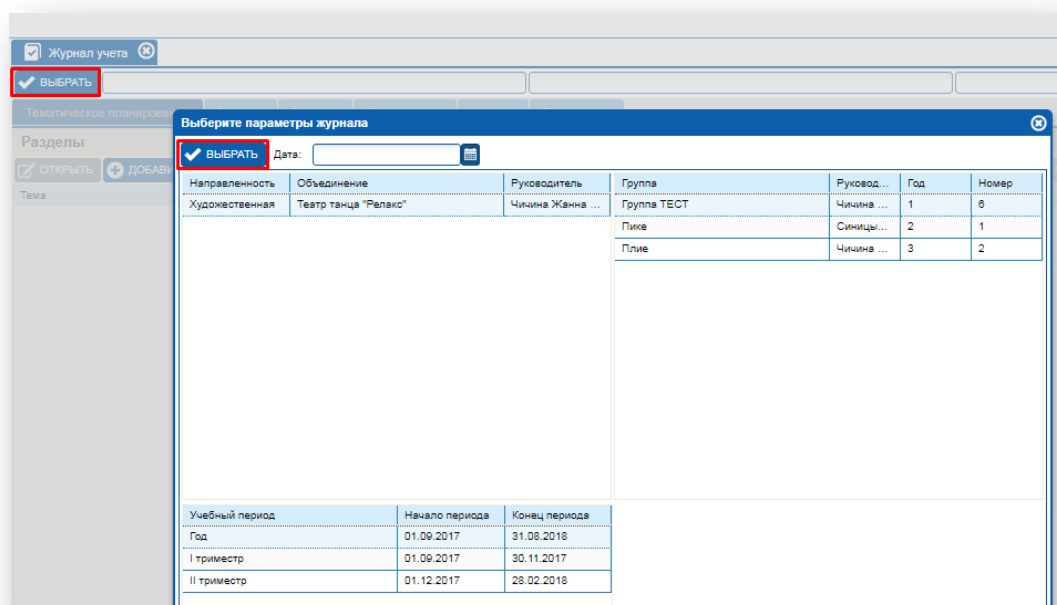 Журнал учета
ВЫБРАТЬ
Тематическое планирован
Разделы
ОТКРЫТЬ ДОБАВИ
Тема
Выберите параметры журнала
ВЫБРАТЬ Дата:
Направленность Объединение Руководитель
Художественная Театр танца "Релакс" Чичина Жанна ...
Группа Руковод... Год Номер
Группа ТЕСТ Чичина ... 1 6
Пике Синицы... 2 1
Плие Чичина ... 3 2
Учебный период Начало периода Конец периода
Год 01.09.2017 31.08.2018
I триместр 01.09.2017 30.11.2017
II триместр 01.12.2017 28.02.2018